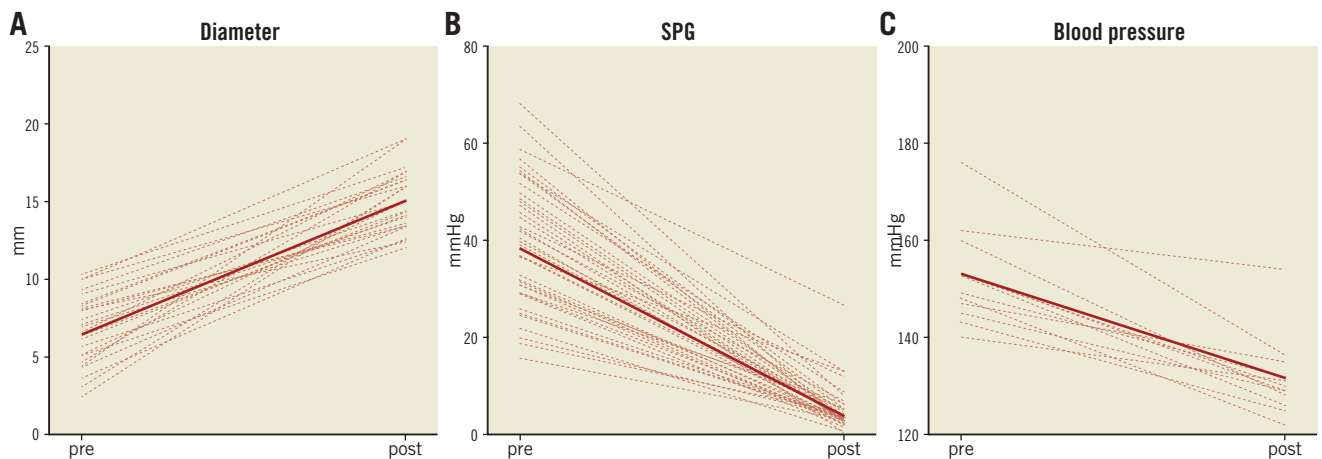 A
Diameter
25
20
15
10
5
0
mm
pre
post
B
SPG
80
60
40
20
0
mmHg
pre
post
C
Blood pressure
200
180
160
140
120
mmHg
pre
post